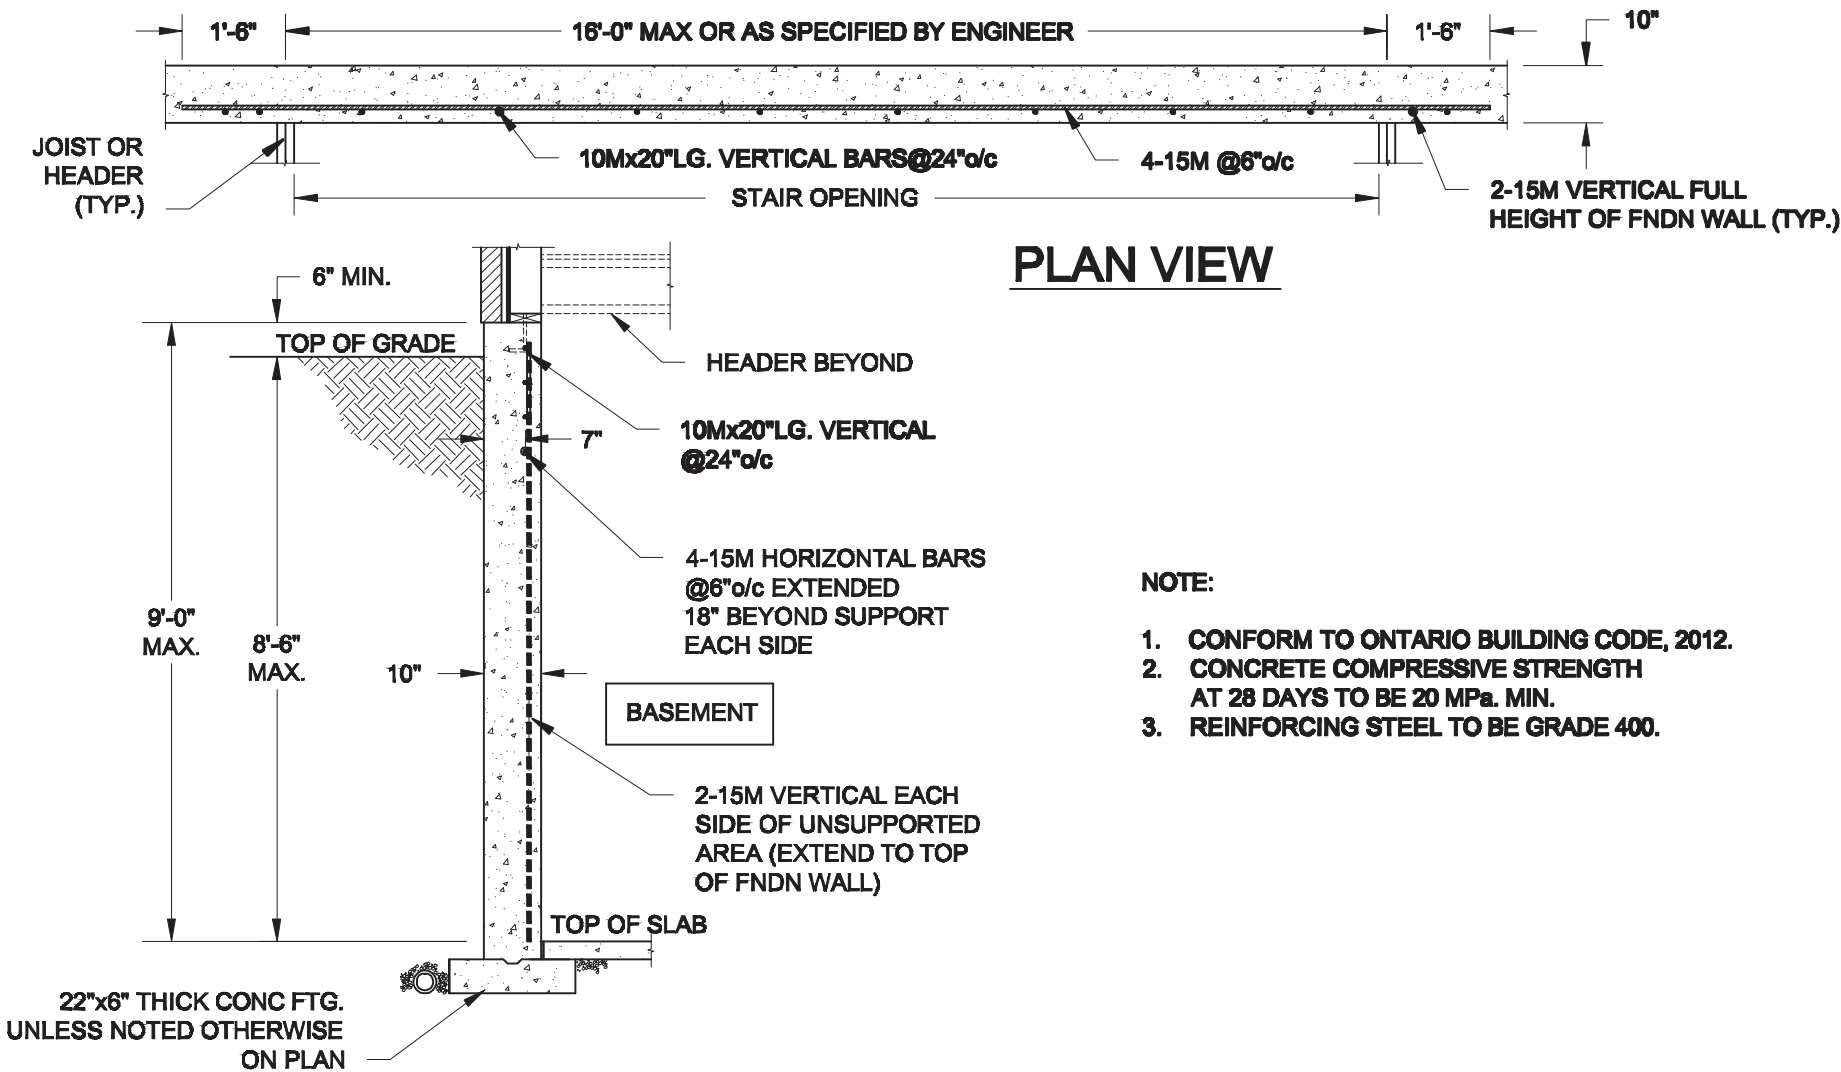 1'-6"
16'-0" MAX OR AS SPECIFIED BY ENGINEER
1'-6"
10"
JOIST OR
HEADER
(TYP.)
10Mx20"LG. VERTICAL BARS@24"o/c
4-15M @6"o/c
STAIR OPENING
2-15M VERTICAL FULL
HEIGHT OF FNDN WALL (TYP.)
PLAN VIEW
6" MIN.
TOP OF GRADE
HEADER BEYOND
10Mx20"LG. VERTICAL
@24"o/c
7"
4-15M HORIZONTAL BARS
@6"o/c EXTENDED
18" BEYOND SUPPORT
EACH SIDE
9'-0"
MAX.
8'-6"
MAX.
10"
BASEMENT
2-15M VERTICAL EACH
SIDE OF UNSUPPORTED
AREA (EXTEND TO TOP
OF FNDN WALL)
TOP OF SLAB
22"x6" THICK CONC FTG.
UNLESS NOTED OTHERWISE
ON PLAN
NOTE:
1. CONFORM TO ONTARIO BUILDING CODE, 2012.
2. CONCRETE COMPRESSIVE STRENGTH
AT 28 DAYS TO BE 20 MPa. MIN.
3. REINFORCING STEEL TO BE GRADE 400.